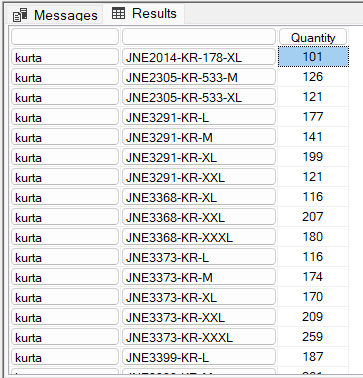 Messages Results
Quantity
kurta JNE2014-KR-178-XL 101
kurta JNE2305-KR-533-M 126
kurta JNE2305-KR-533-XL 121
kurta JNE3291-KR-L 177
kurta JNE3291-KR-M 141
kurta JNE3291-KR-XL 199
kurta JNE3291-KR-XXL 121
kurta JNE3368-KR-XL 116
kurta JNE3368-KR-XXL 207
kurta JNE3368-KR-XXXL 180
kurta JNE3373-KR-L 116
kurta JNE3373-KR-M 174
kurta JNE3373-KR-XL 170
kurta JNE3373-KR-XXL 209
kurta JNE3373-KR-XXXL 259
kurta JNE3399-KR-L 187